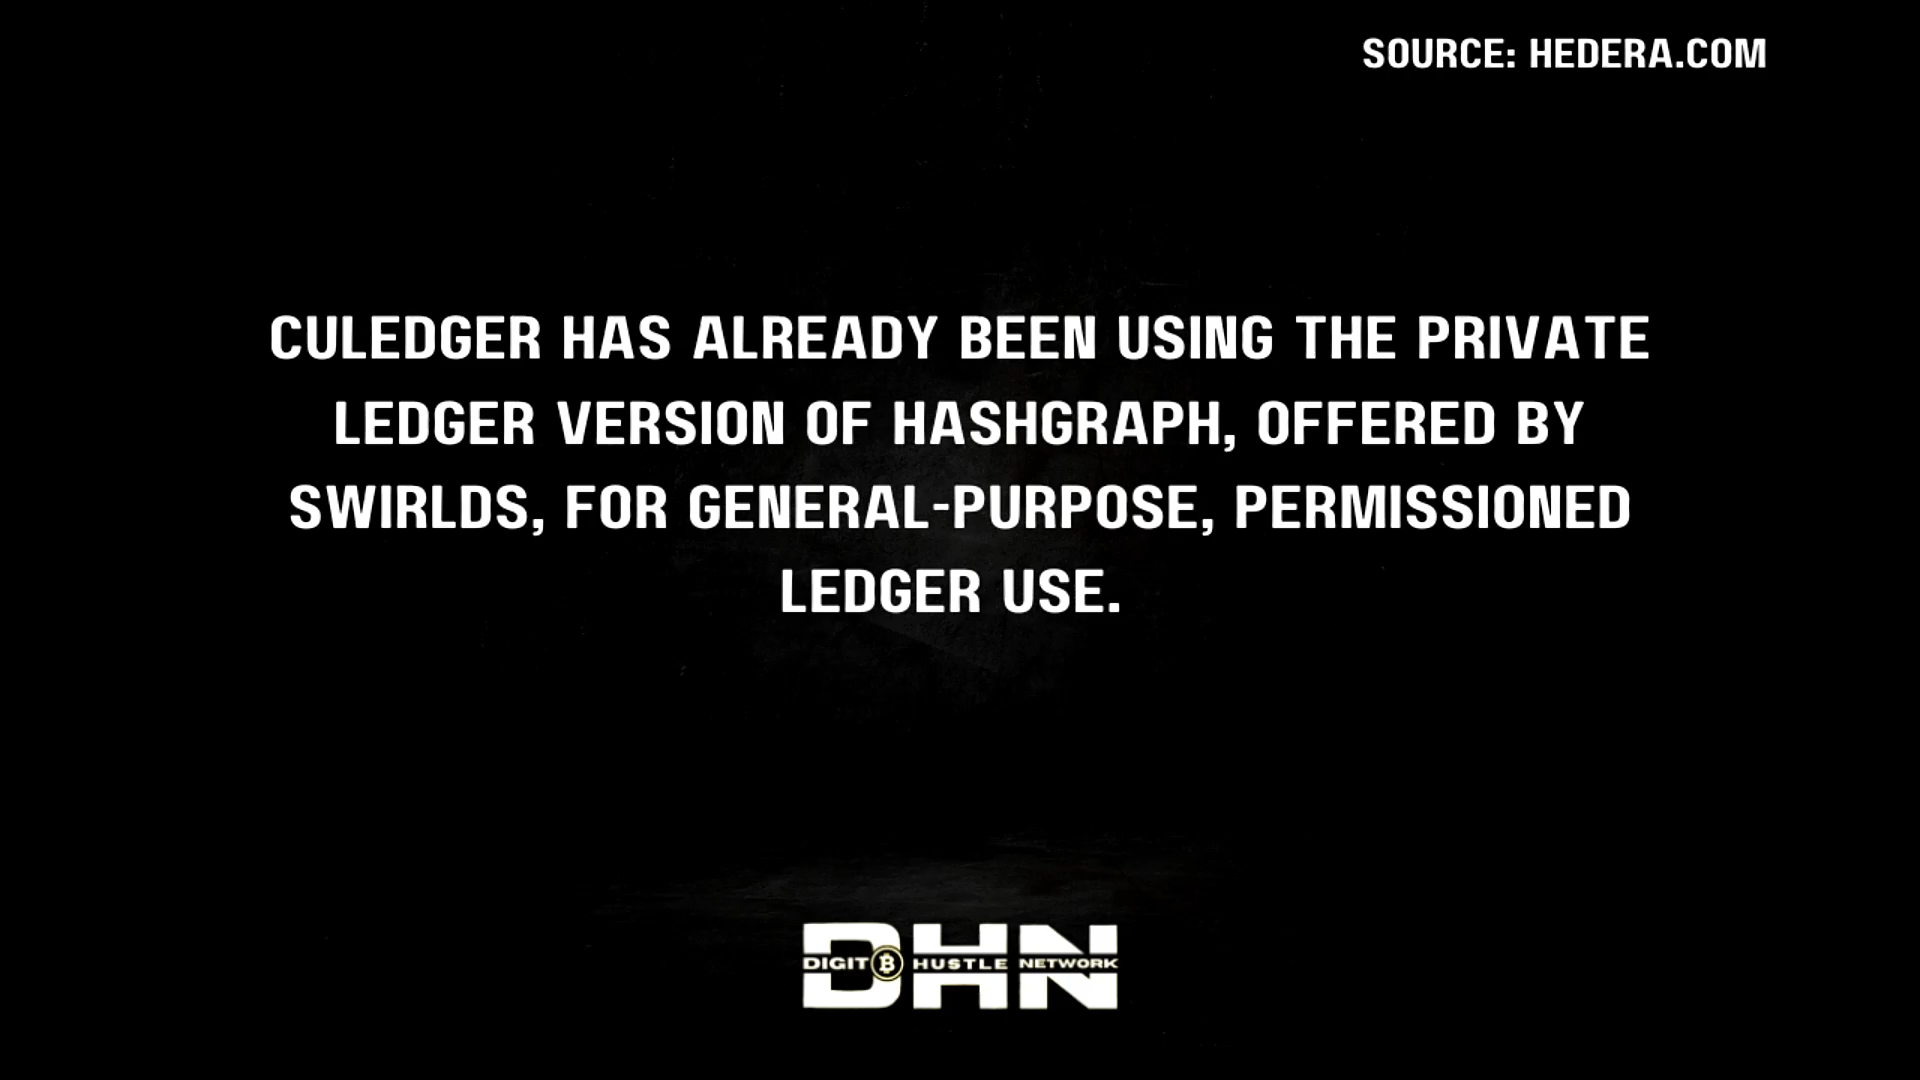 SOURCE: HEDERA.COM
CULEDGER HAS ALREADY BEEN USING THE PRIVATE
LEDGER VERSION OF HASHGRAPH, OFFERED BY
SWIRLDS, FOR GENERAL-PURPOSE, PERMISSIONED
LEDGER USE.
DHN
DIGIT₿ HUSTLE NETWORK